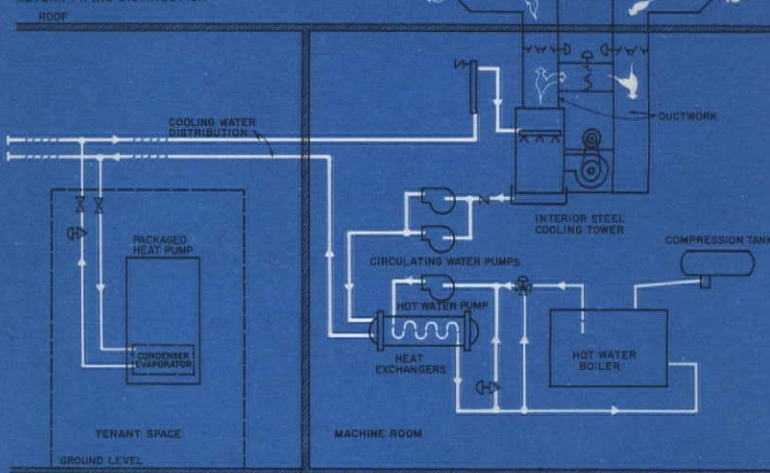 ROOF
COOLING WATER
DISTRIBUTION
DUCTWORK
INTERIOR STEEL
COOLING TOWER
PACKAGED
HEAT PUMP
CIRCULATING WATER PUMPS
COMPRESSION TANK
HOT WATER PUMP
HEAT
EXCHANGERS
HOT WATER
BOILER
CONDENSER
EVAPORATOR
TENANT SPACE
MACHINE ROOM
GROUND LEVEL